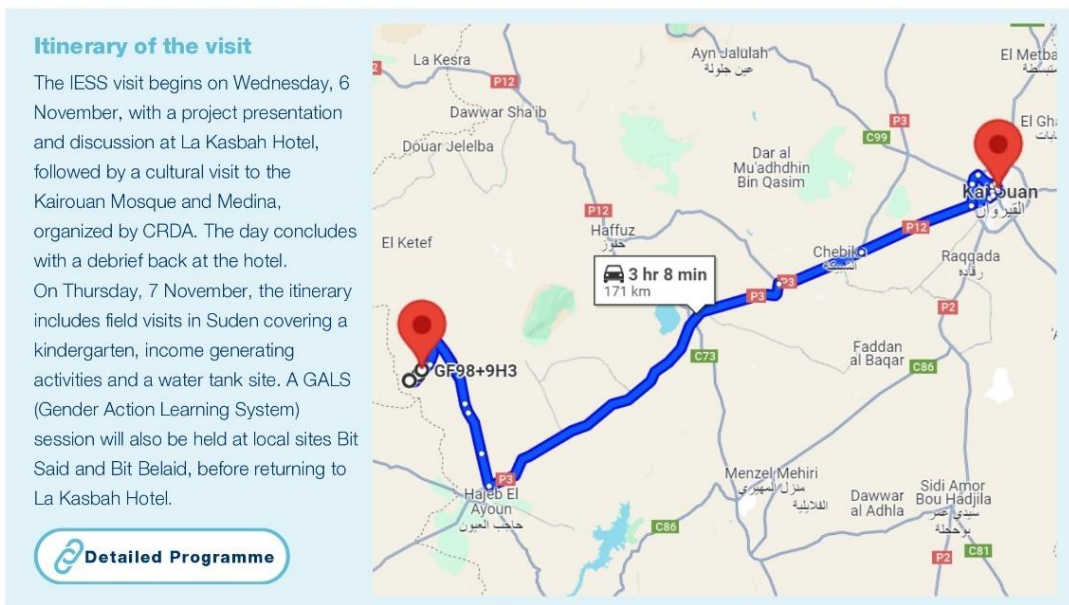 Itinerary of the visit
The IESS visit begins on Wednesday, 6
November, with a project presentation
and discussion at La Kasbah Hotel,
followed by a cultural visit to the
Kairouan Mosque and Medina,
organized by CRDA. The day concludes
with a debrief back at the hotel.
On Thursday, 7 November, the itinerary
includes field visits in Suden covering a
kindergarten, income generating
activities and a water tank site. A GALS
(Gender Action Learning System)
session will also be held at local sites Bit
Said and Bit Belaid, before returning to
La Kasbah Hotel.
Detailed Programme
La Kesra
P12
Dawwar Sha'ib
Douar Jelelba
Ayn Jalulah
عين جلولة
El Metba
P3
C99
El Gha
Dar al
Mu'adhdhin
Bin Qasim
Kairouan
القيروان
P12
Haffuz
حفوز
El Ketef
P12
Chebika
الشبيكة
Raqqada
رقادة
3 hr 8 min
171 km
P3
P3
P2
C73
Faddan
al Baqar
C86
GF98+9H3
P3
Hajeb El
Ayoun
حاجب العيون
Menzel Mehiri
منزل المهيري
Dawwar
al Adhla
Sidi Amor
Bou Hadjila
سيدي عمر
بوحجلة
C86
P2
C81